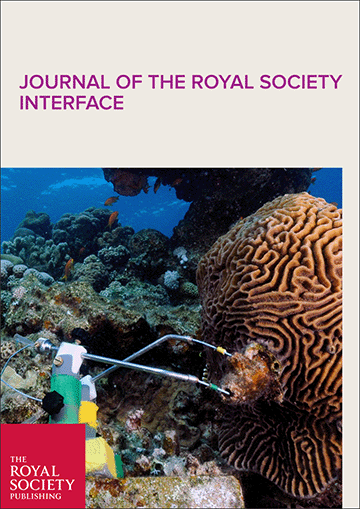 JOURNAL OF THE ROYAL SOCIETY
INTERFACE
THE
ROYAL
SOCIETY
PUBLISHING